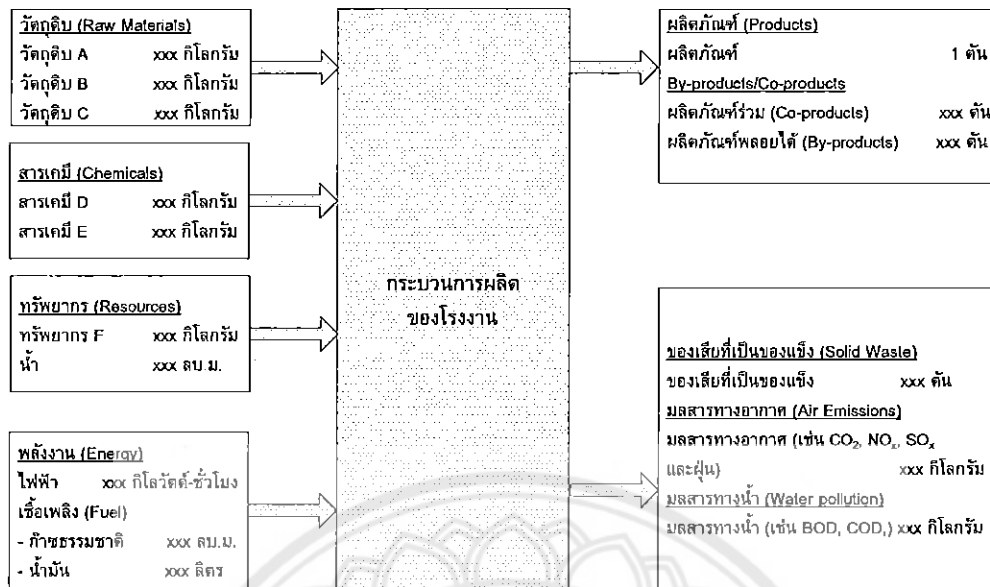 วัตถุดิบ (Raw Materials)
วัตถุดิบ A xxx กิโลกรัม
วัตถุดิบ B xxx กิโลกรัม
วัตถุดิบ C xxx กิโลกรัม
สารเคมี (Chemicals)
สารเคมี D xxx กิโลกรัม
สารเคมี E xxx กิโลกรัม
ทรัพยากร (Resources)
ทรัพยากร F xxx กิโลกรัม
น้ำ xxx ลบ.ม.
พลังงาน (Energy)
ไฟฟ้า xxx กิโลวัตต์-ชั่วโมง
เชื้อเพลิง (Fuel)
- ก๊าซธรรมชาติ xxx ลบ.ม.
- น้ำมัน xxx ลิตร
กระบวนการผลิต
ของโรงงาน
ผลิตภัณฑ์ (Products)
ผลิตภัณฑ์ 1 ตัน
By-products/Co-products
ผลิตภัณฑ์ร่วม (Co-products) xxx ตัน
ผลิตภัณฑ์พลอยได้ (By-products) xxx ตัน
ของเสียที่เป็นของแข็ง (Solid Waste)
ของเสียที่เป็นของแข็ง xxx ตัน
มลสารทางอากาศ (Air Emissions)
มลสารทางอากาศ (เช่น CO₂, NOₓ, SOₓ
และฝุ่น) xxx กิโลกรัม
มลสารทางน้ำ (Water pollution)
มลสารทางน้ำ (เช่น BOD, COD,) xxx กิโลกรัม